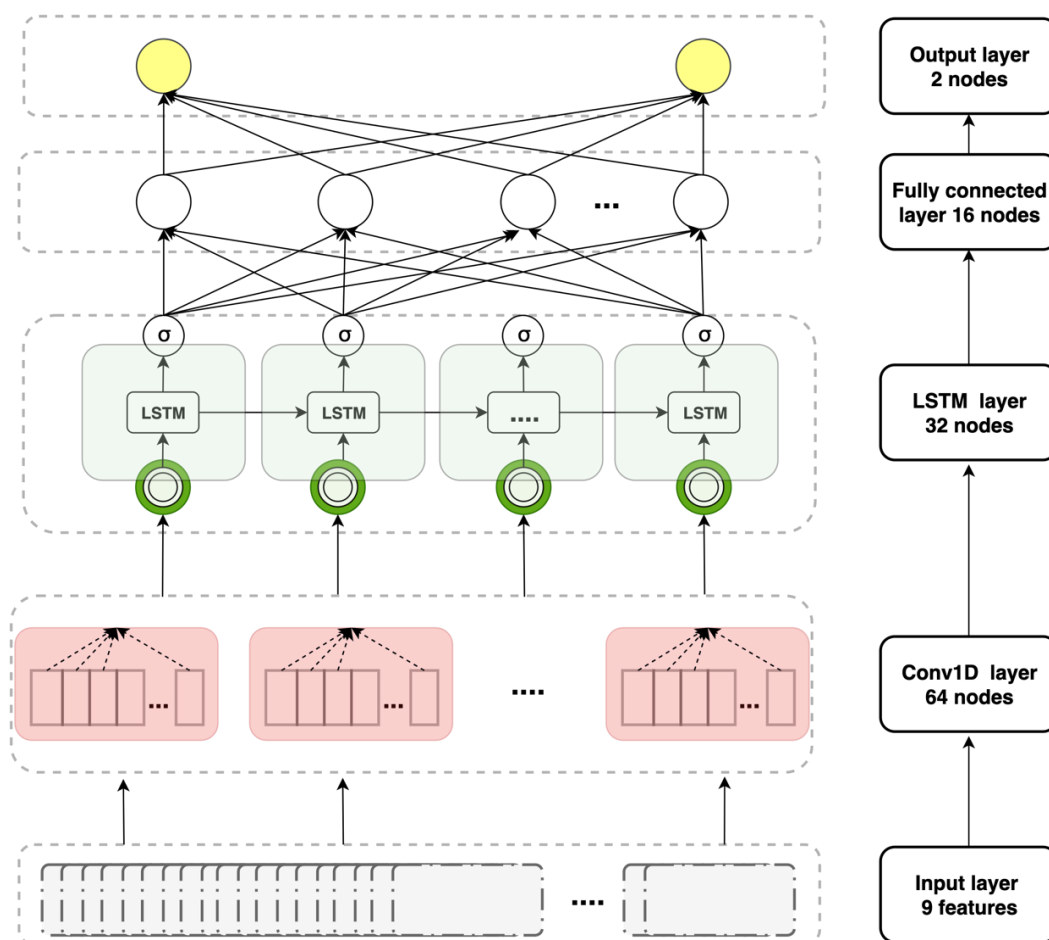 Output layer
2 nodes
Fully connected
layer 16 nodes
...
σ σ σ σ
LSTM LSTM .... LSTM
LSTM layer
32 nodes
... ... .... ...
Conv1D layer
64 nodes
....
Input layer
9 features